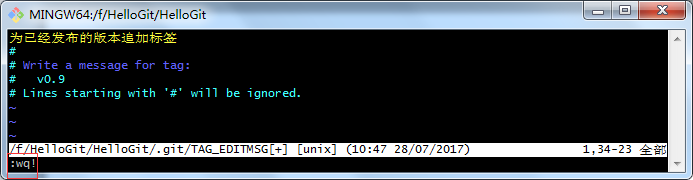 MINGW64:/f/HelloGit/HelloGit
为已经发布的版本追加标签
#
# Write a message for tag:
#   v0.9
# Lines starting with '#' will be ignored.
~
~
~
/f/HelloGit/HelloGit/.git/TAG_EDITMSG[+] [unix] (10:47 28/07/2017) 1,34-23 全部
:wq!